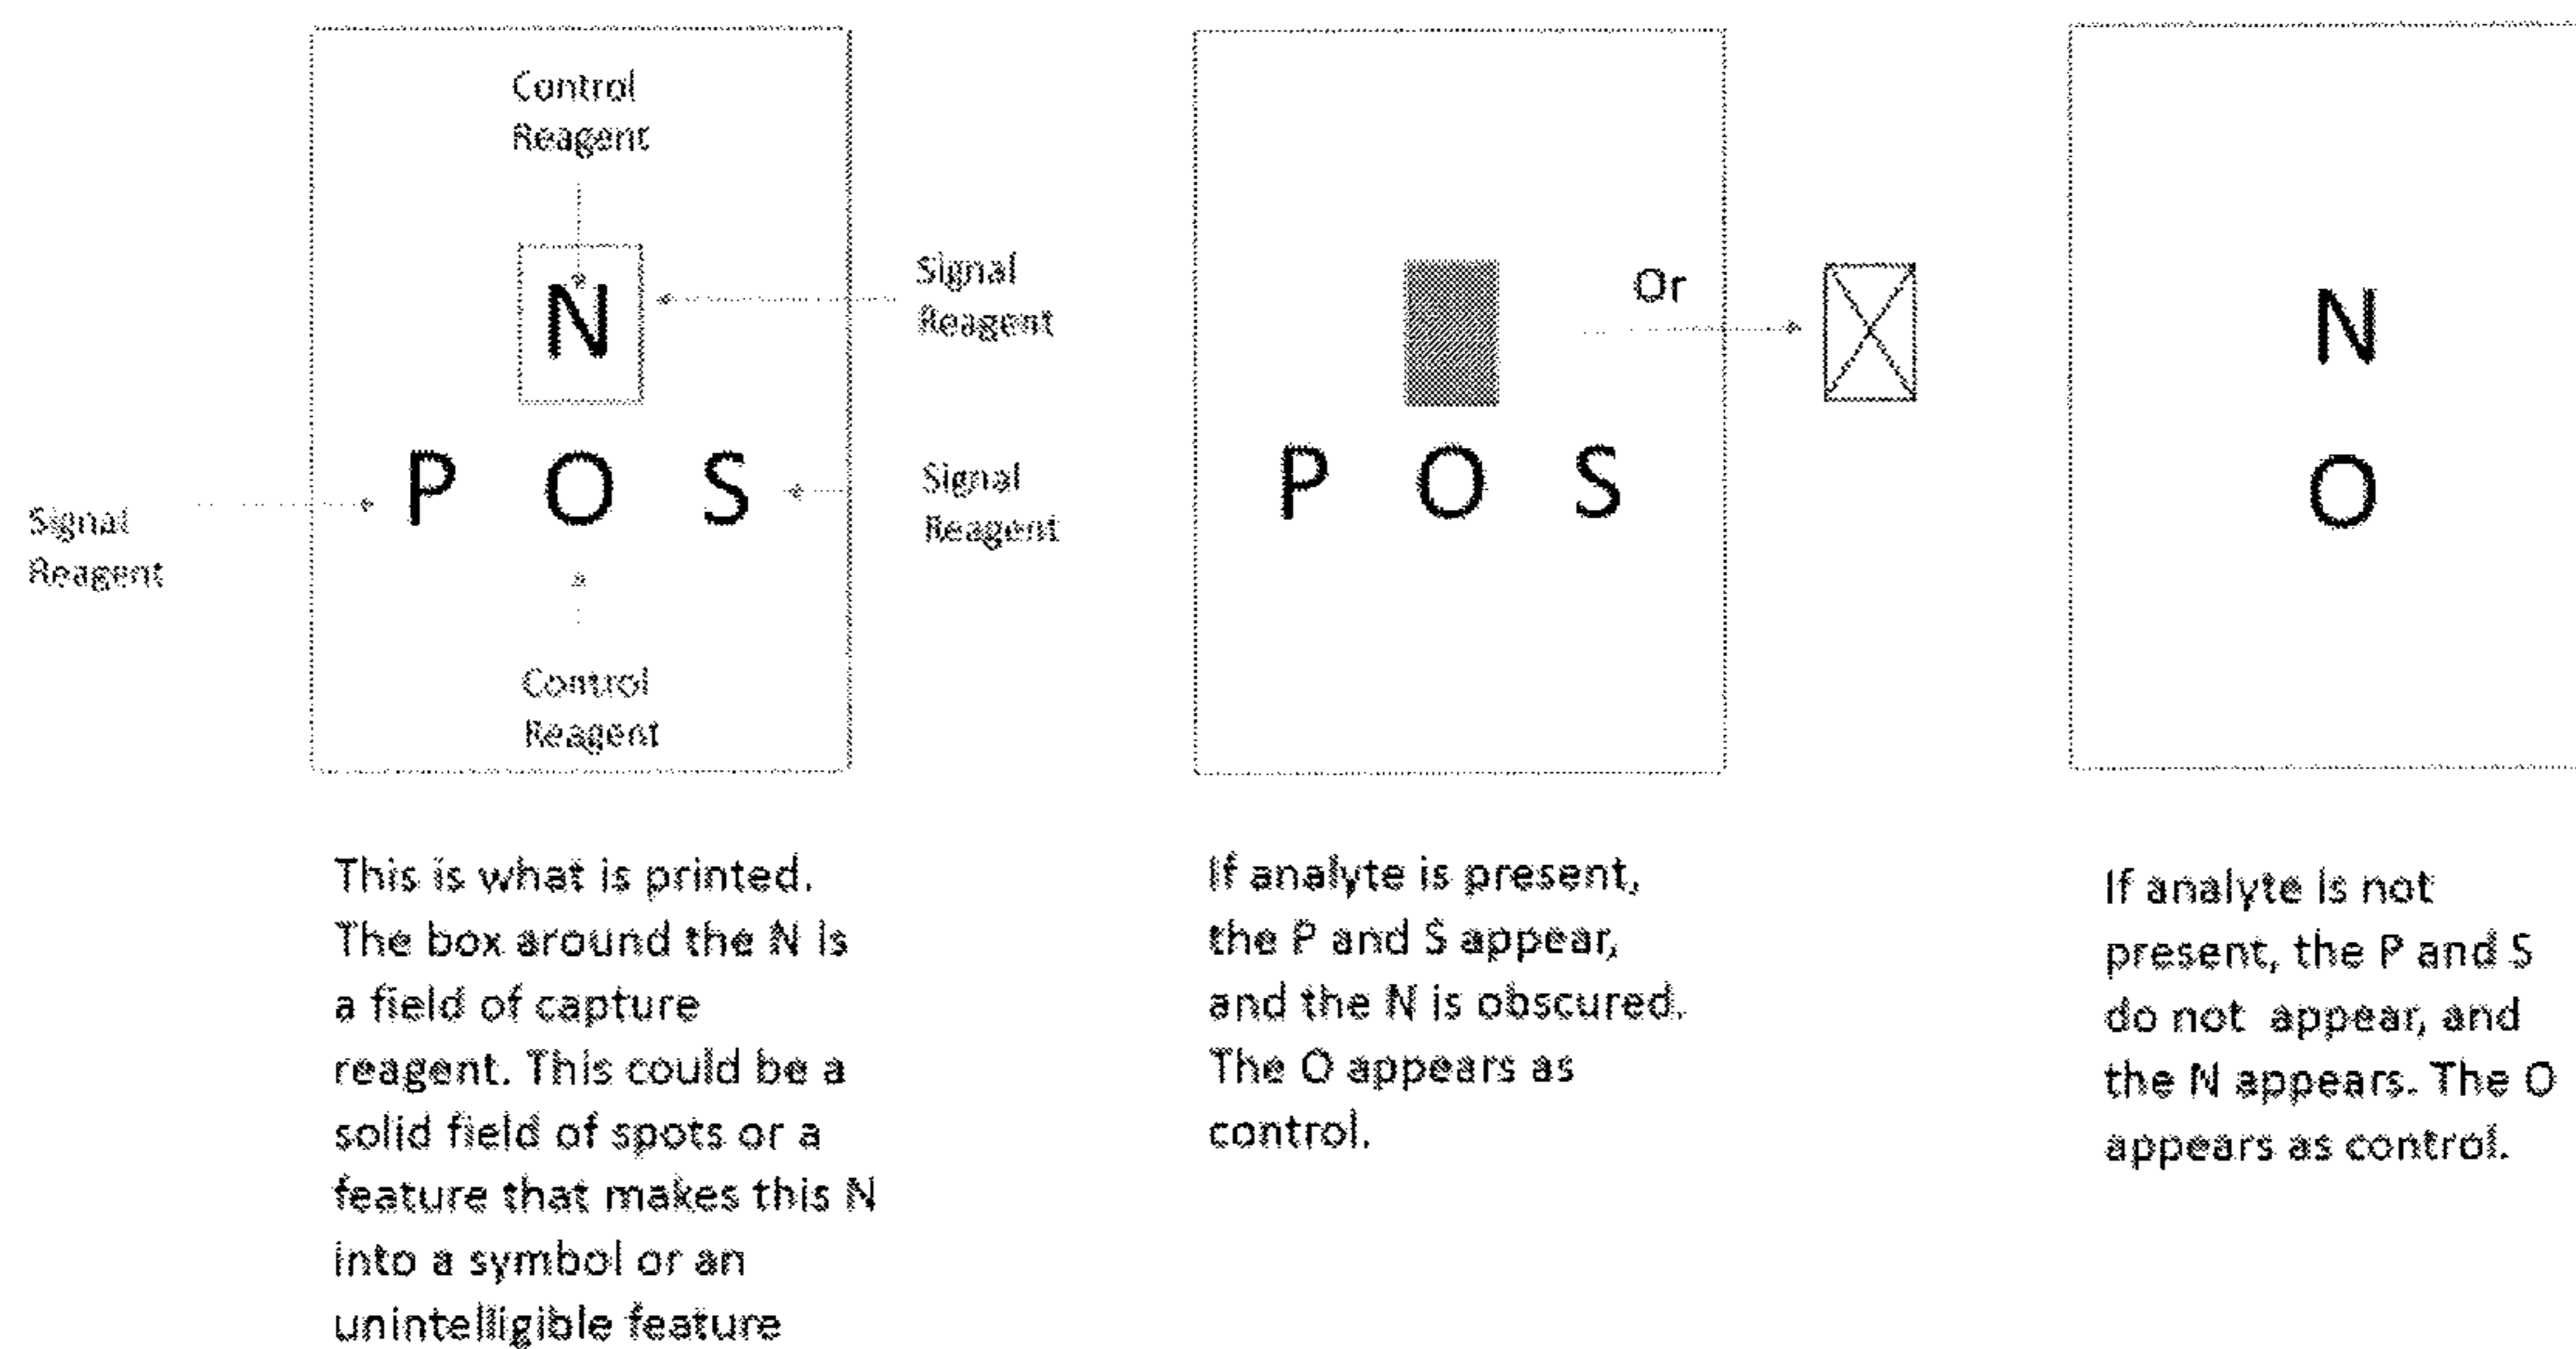 Control
Reagent
N
Signal
Reagent
P O S
Signal
Reagent
Signal
Reagent
Control
Reagent
This is what is printed.
The box around the N is
a field of capture
reagent. This could be a
solid field of spots or a
feature that makes this N
into a symbol or an
unintelligible feature
Or
P O S
If analyte is present,
the P and S appear,
and the N is obscured.
The O appears as
control.
N
O
If analyte is not
present, the P and S
do not appear, and
the N appears. The O
appears as control.